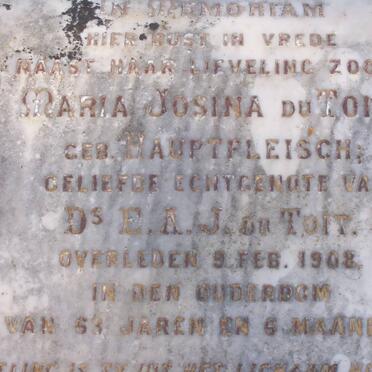 IN MEMORIAM
HIER RUST IN VREDE
NAAST HAAR LIEVELING ZOO
MARIA JOSINA DU TOI
GEB. HAUPTFLEISCH;
GELIEFDE ECHTGENOTE VA
DS E. A. J. DU TOIT.
OVERLEDEN 9 FEB. 1908.
IN DEN OUDERDOM
VAN 63 JAREN EN 6 MAAN